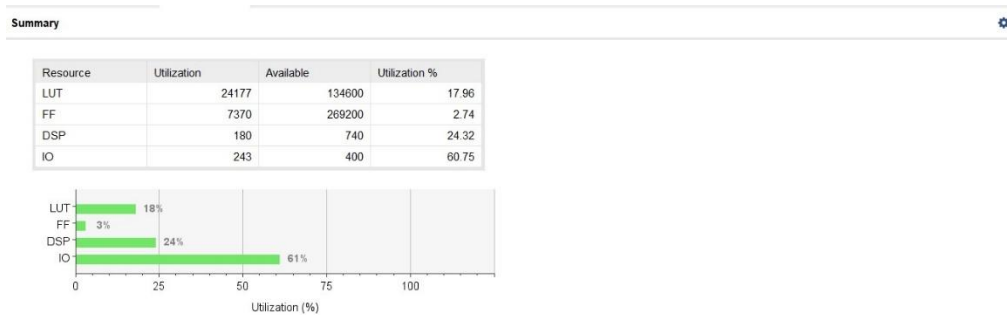 Summary
Resource Utilization Available Utilization %
LUT 24177 134600 17.96
FF 7370 269200 2.74
DSP 180 740 24.32
IO 243 400 60.75
LUT 18%
FF 3%
DSP 24%
IO 61%
0 25 50 75 100
Utilization (%)